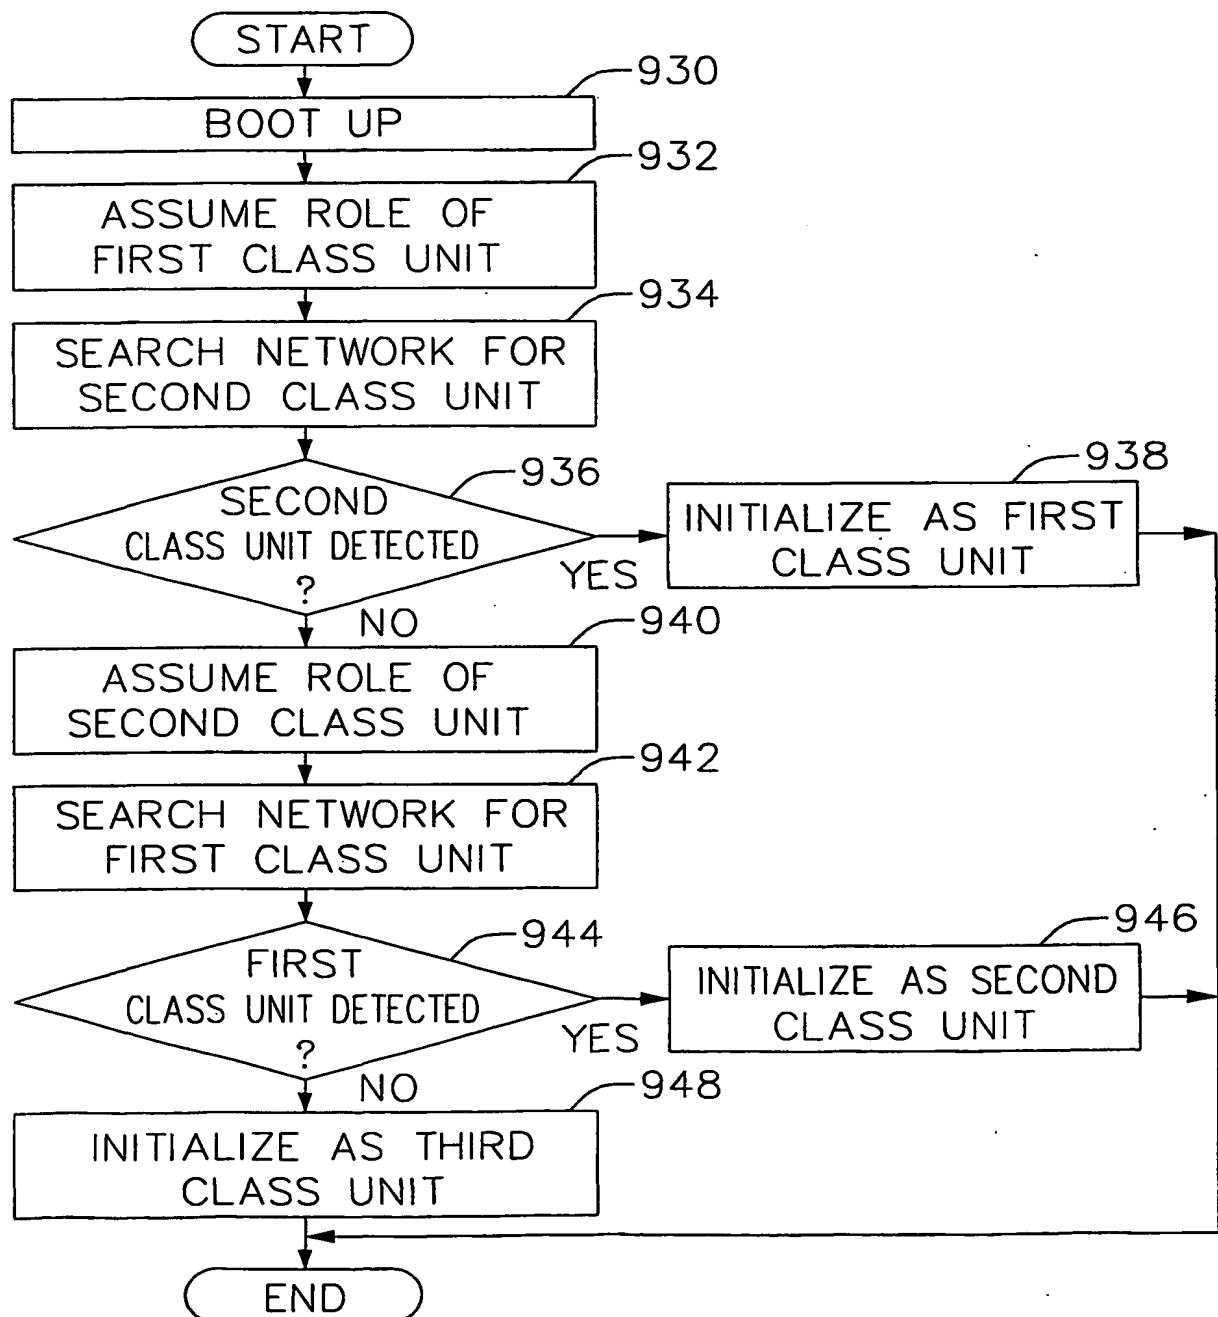 START
930
BOOT UP
932
ASSUME ROLE OF
FIRST CLASS UNIT
934
SEARCH NETWORK FOR
SECOND CLASS UNIT
936
SECOND
CLASS UNIT DETECTED
?
YES
938
INITIALIZE AS FIRST
CLASS UNIT
NO
940
ASSUME ROLE OF
SECOND CLASS UNIT
942
SEARCH NETWORK FOR
FIRST CLASS UNIT
944
FIRST
CLASS UNIT DETECTED
?
YES
946
INITIALIZE AS SECOND
CLASS UNIT
NO
948
INITIALIZE AS THIRD
CLASS UNIT
END